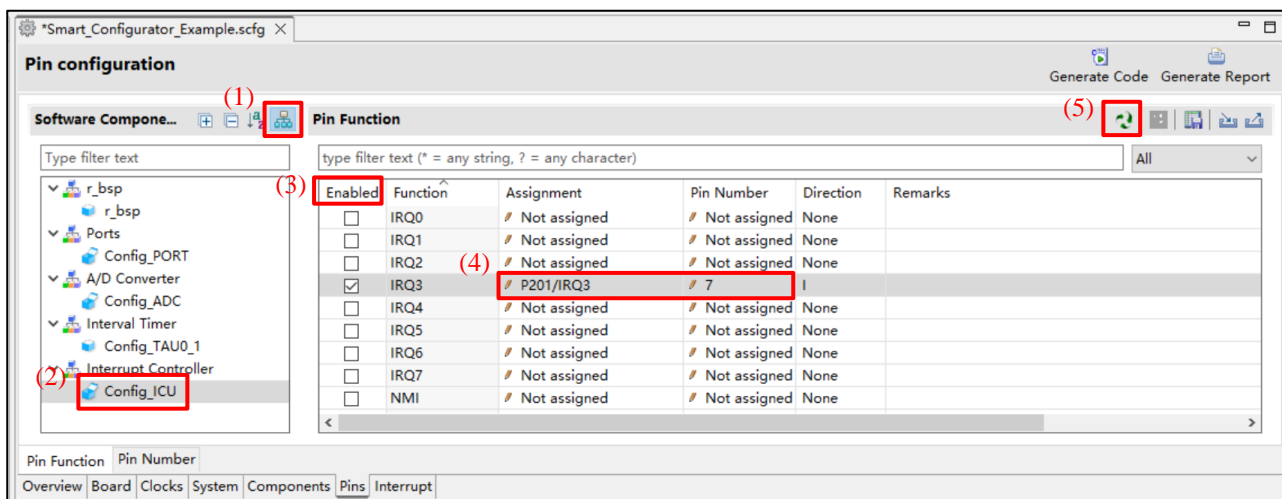 *Smart_Configurator_Example.scfg
Pin configuration
Generate Code Generate Report
(1)
(5)
Software Compone...
Pin Function
Type filter text
type filter text (* = any string, ? = any character)
All
(3)
Enabled Function Assignment Pin Number Direction Remarks
r_bsp
r_bsp
Ports
Config_PORT
A/D Converter
Config_ADC
Interval Timer
Config_TAU0_1
Interrupt Controller
(2)
Config_ICU
IRQ0 Not assigned Not assigned None
IRQ1 Not assigned Not assigned None
IRQ2 Not assigned Not assigned None
(4)
IRQ3 P201/IRQ3 7 I
IRQ4 Not assigned Not assigned None
IRQ5 Not assigned Not assigned None
IRQ6 Not assigned Not assigned None
IRQ7 Not assigned Not assigned None
NMI Not assigned Not assigned None
Pin Function Pin Number
Overview Board Clocks System Components Pins Interrupt